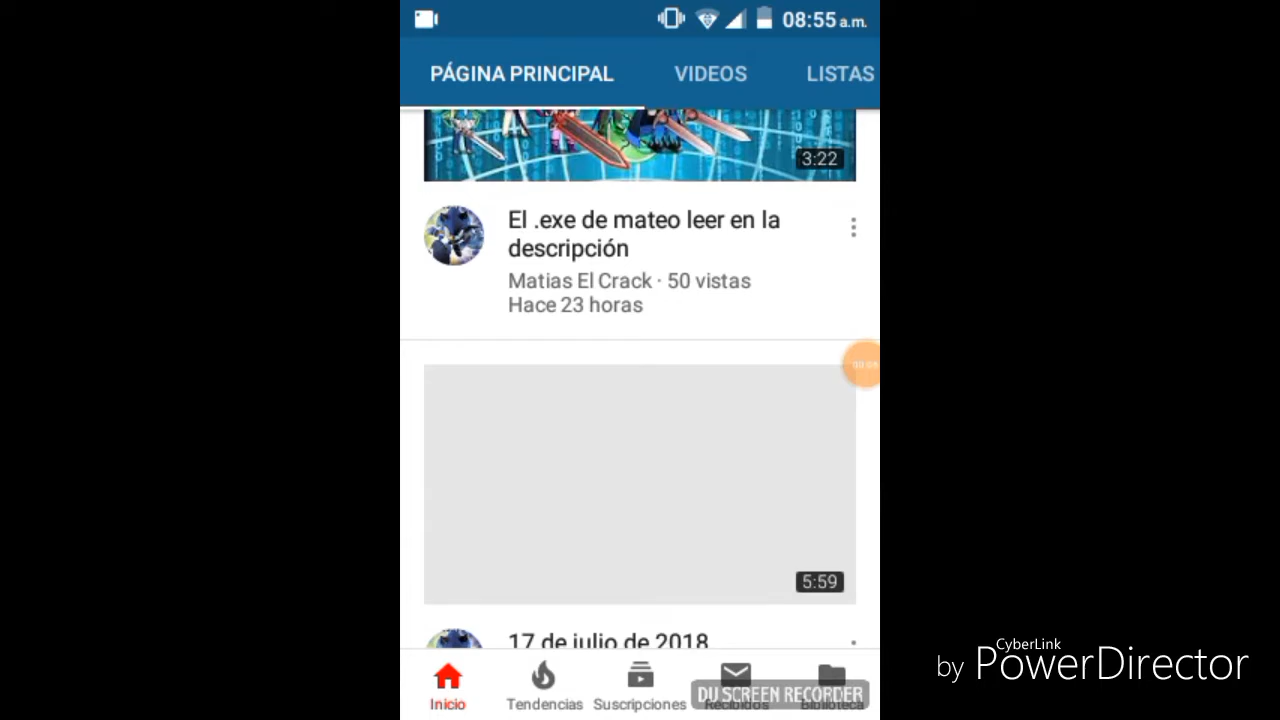 08:55 a.m.
PÁGINA PRINCIPAL VIDEOS LISTAS
3:22
El .exe de mateo leer en la
descripción
Matias El Crack · 50 vistas
Hace 23 horas
5:59
17 de julio de 2018
Inicio Tendencias Suscripciones Recibidos Biblioteca
DU SCREEN RECORDER
CyberLink
by PowerDirector